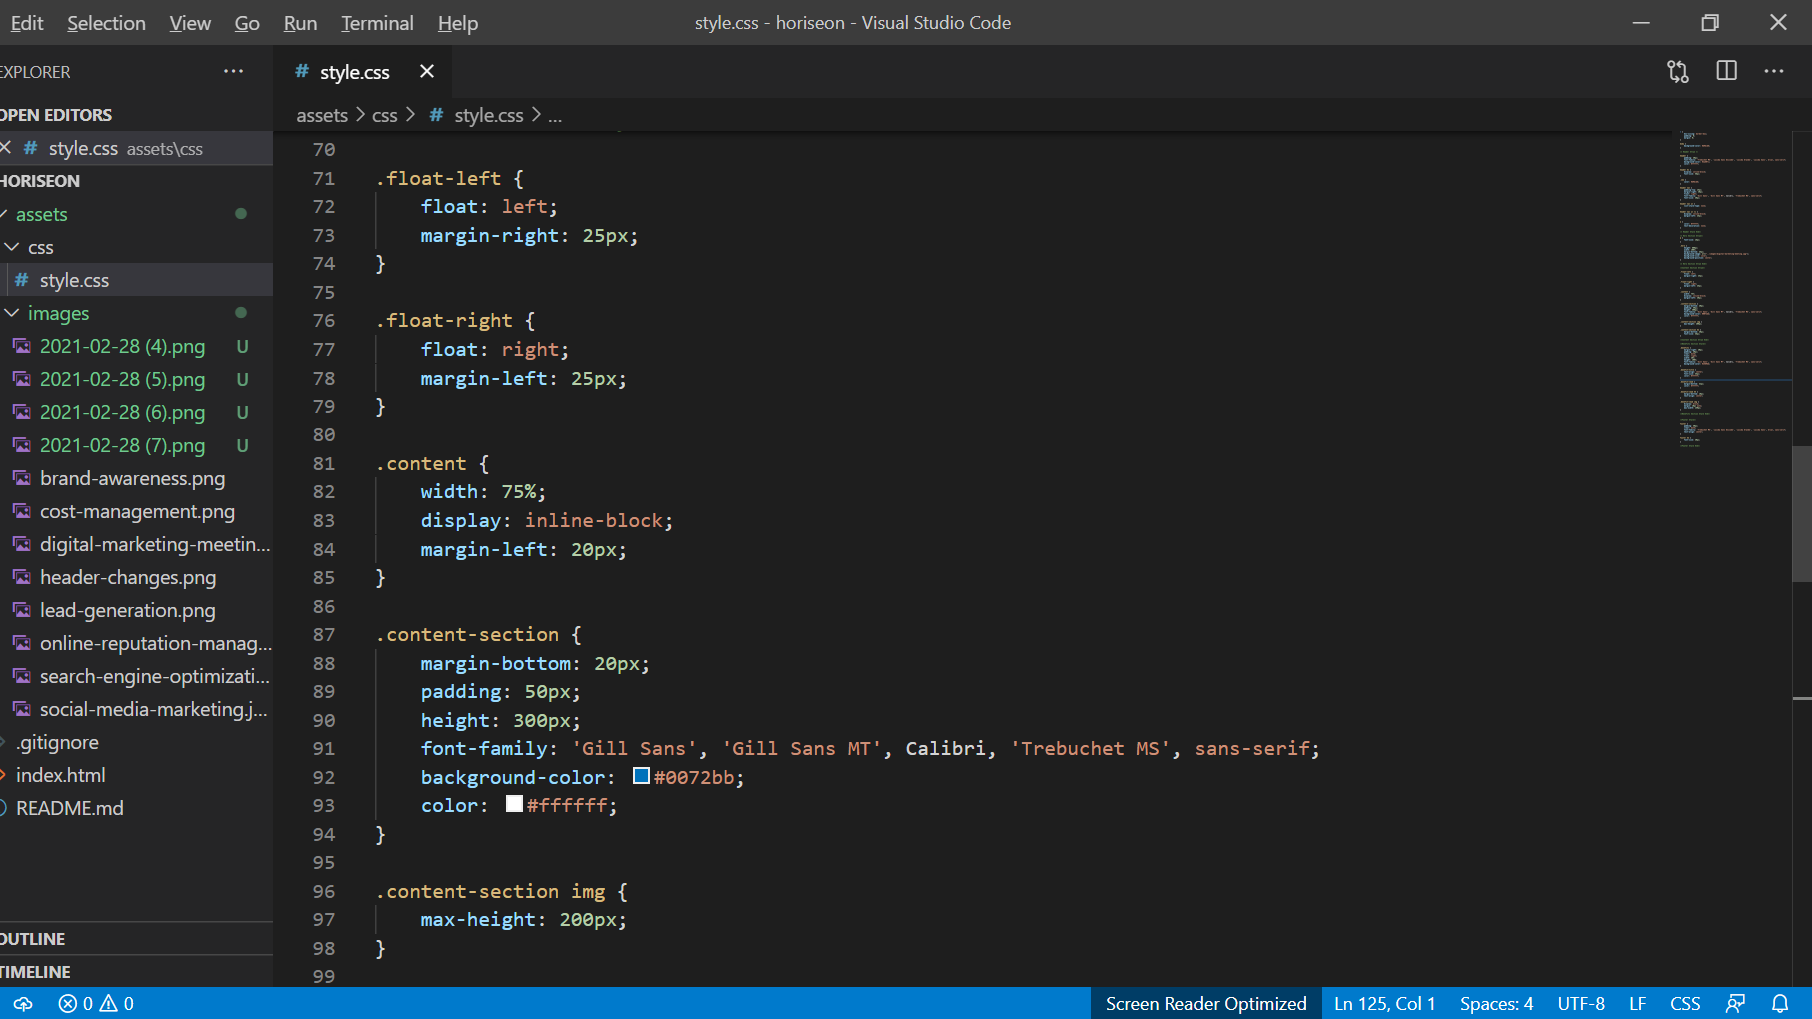 Edit Selection View Go Run Terminal Help style.css - horiseon - Visual Studio Code
EXPLORER
OPEN EDITORS
style.css assets\css
HORISEON
assets
css
style.css
images
2021-02-28 (4).png U
2021-02-28 (5).png U
2021-02-28 (6).png U
2021-02-28 (7).png U
brand-awareness.png
cost-management.png
digital-marketing-meetin...
header-changes.png
lead-generation.png
online-reputation-manag...
search-engine-optimizati...
social-media-marketing.j...
.gitignore
index.html
README.md
OUTLINE
TIMELINE
# style.css
assets > css > # style.css > ...
70
71 .float-left {
72 float: left;
73 margin-right: 25px;
74 }
75
76 .float-right {
77 float: right;
78 margin-left: 25px;
79 }
80
81 .content {
82 width: 75%;
83 display: inline-block;
84 margin-left: 20px;
85 }
86
87 .content-section {
88 margin-bottom: 20px;
89 padding: 50px;
90 height: 300px;
91 font-family: 'Gill Sans', 'Gill Sans MT', Calibri, 'Trebuchet MS', sans-serif;
92 background-color: #0072bb;
93 color: #ffffff;
94 }
95
96 .content-section img {
97 max-height: 200px;
98 }
99
0 0 Screen Reader Optimized Ln 125, Col 1 Spaces: 4 UTF-8 LF CSS